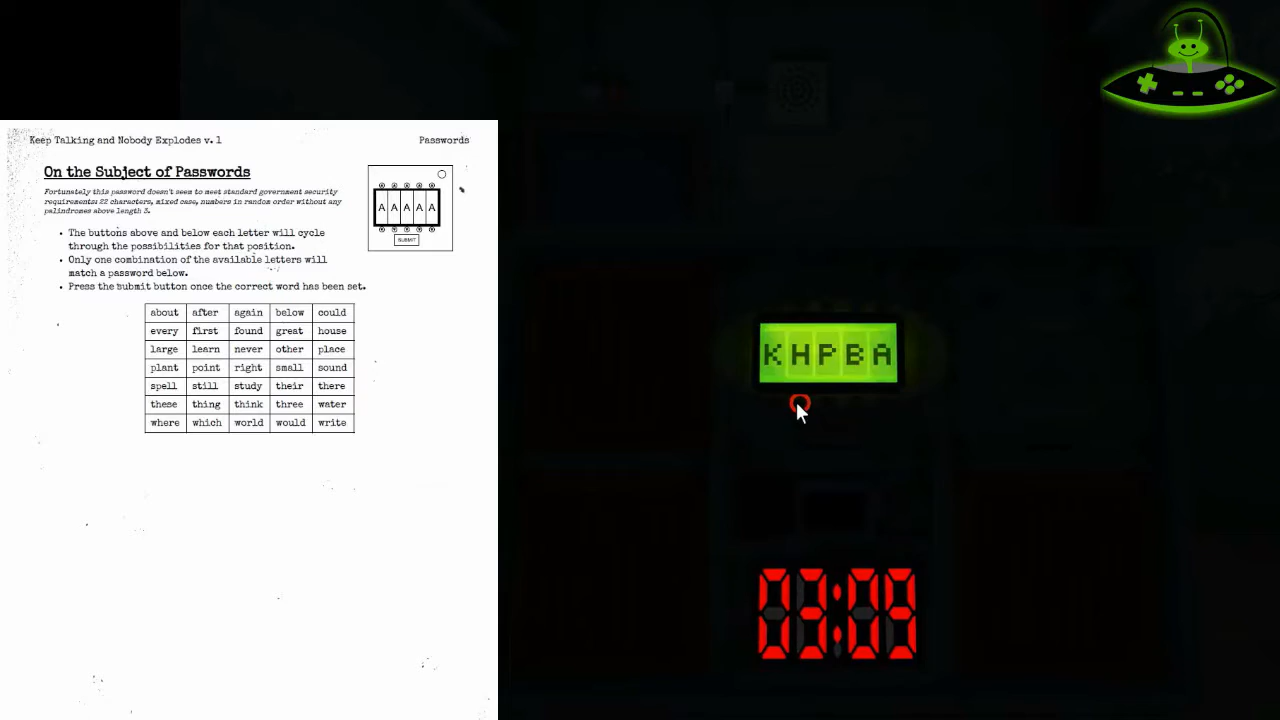 Keep Talking and Nobody Explodes v. 1
Passwords
On the Subject of Passwords
Fortunately this password doesn't seem to meet standard government security
requirements: 22 characters, mixed case, numbers in random order without any
palindromes above length 3.
A A A A A
SUBMIT
• The buttons above and below each letter will cycle
through the possibilities for that position.
• Only one combination of the available letters will
match a password below.
• Press the submit button once the correct word has been set.
about after again below could
every first found great house
large learn never other place
plant point right small sound
spell still study their there
these thing think three water
where which world would write
KHPBA
03:09